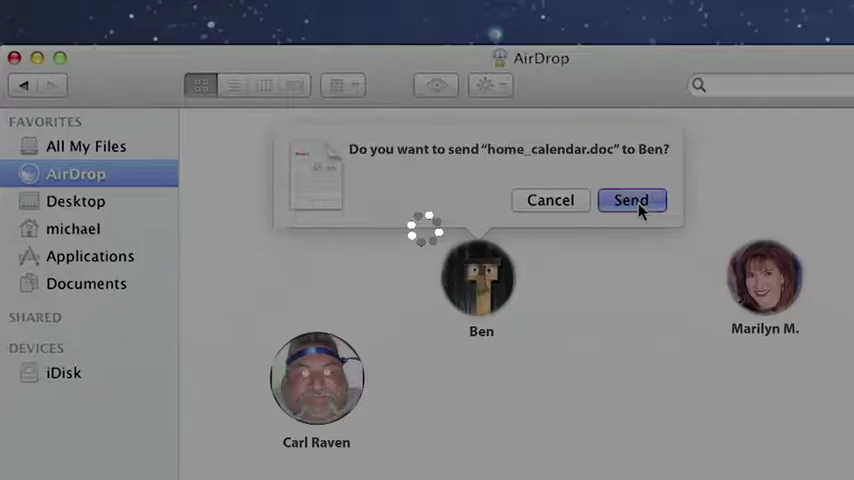 AirDrop
FAVORITES
All My Files
AirDrop
Desktop
michael
Applications
Documents
SHARED
DEVICES
iDisk
Do you want to send “home_calendar.doc” to Ben?
Cancel
Send
Ben
Marilyn M.
Carl Raven